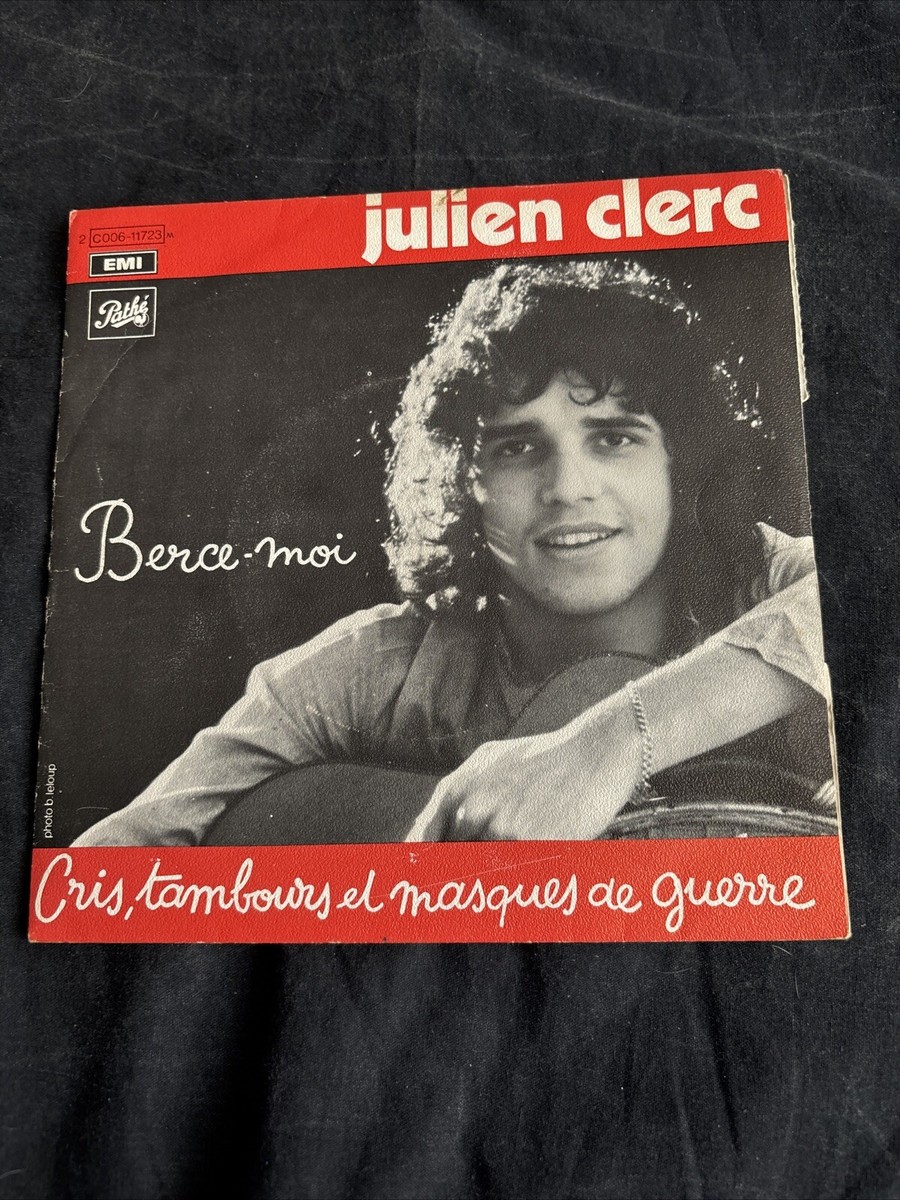 julien clerc
2 C006-11723 M
EMI
Pathé
Berce-moi
photo b. leloup
Cris, tambours et masques de guerre